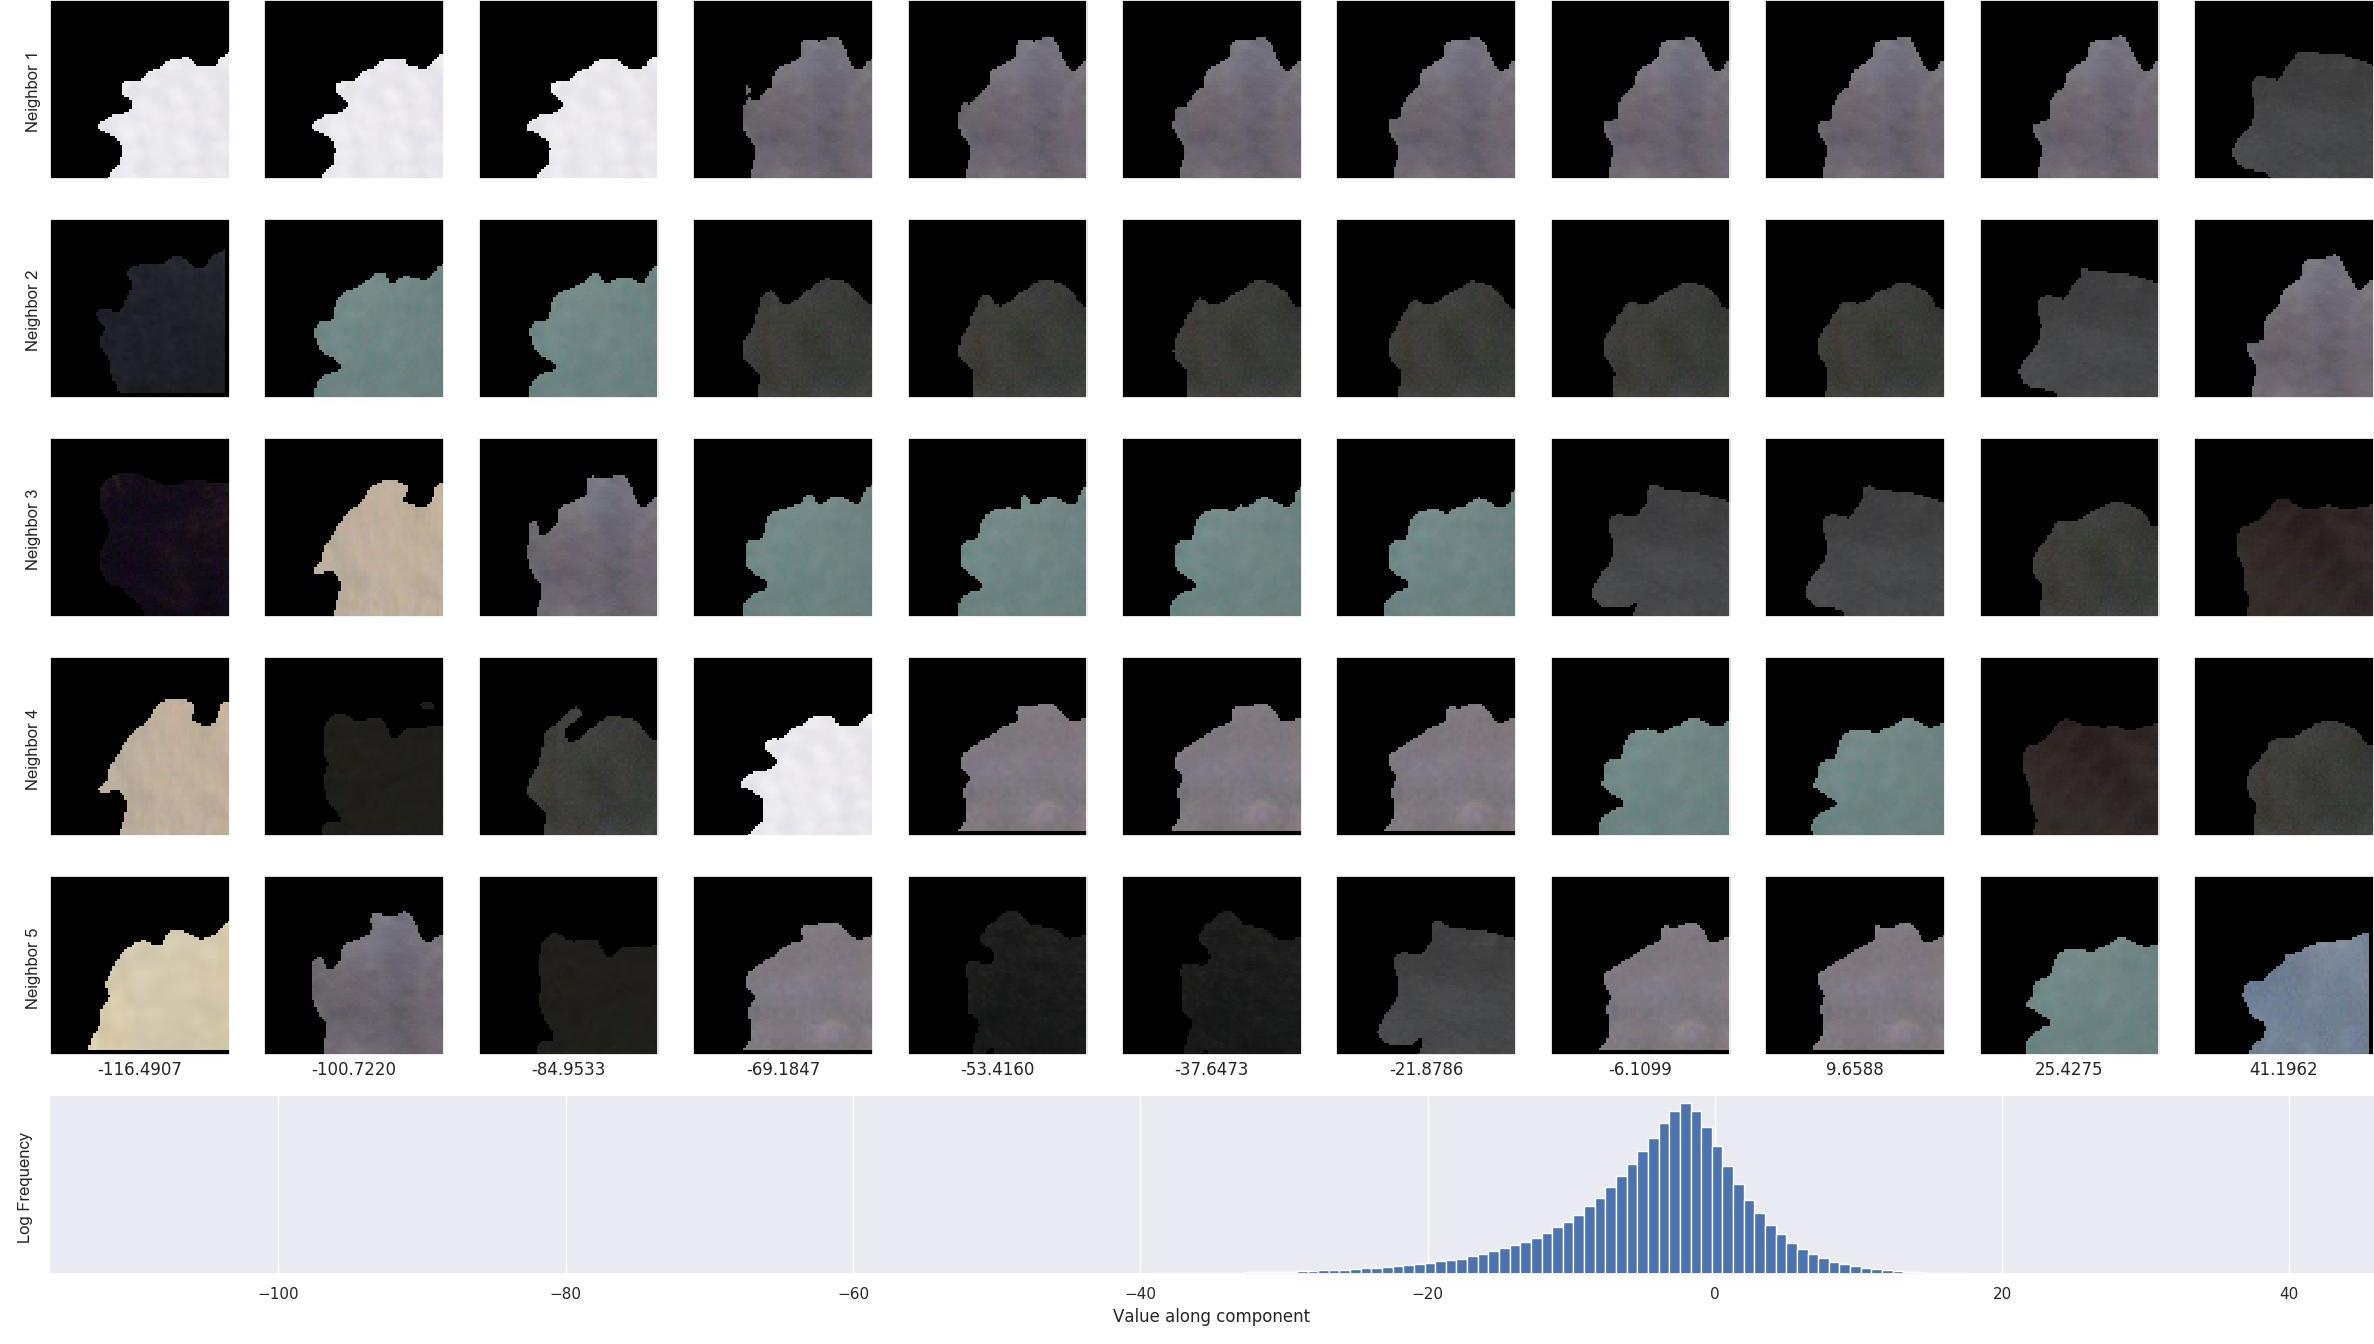 Neighbor 1
Neighbor 2
Neighbor 3
Neighbor 4
Neighbor 5
-116.4907 -100.7220 -84.9533 -69.1847 -53.4160 -37.6473 -21.8786 -6.1099 9.6588 25.4275 41.1962
Log Frequency
−100 −80 −60 −40 −20 0 20 40
Value along component